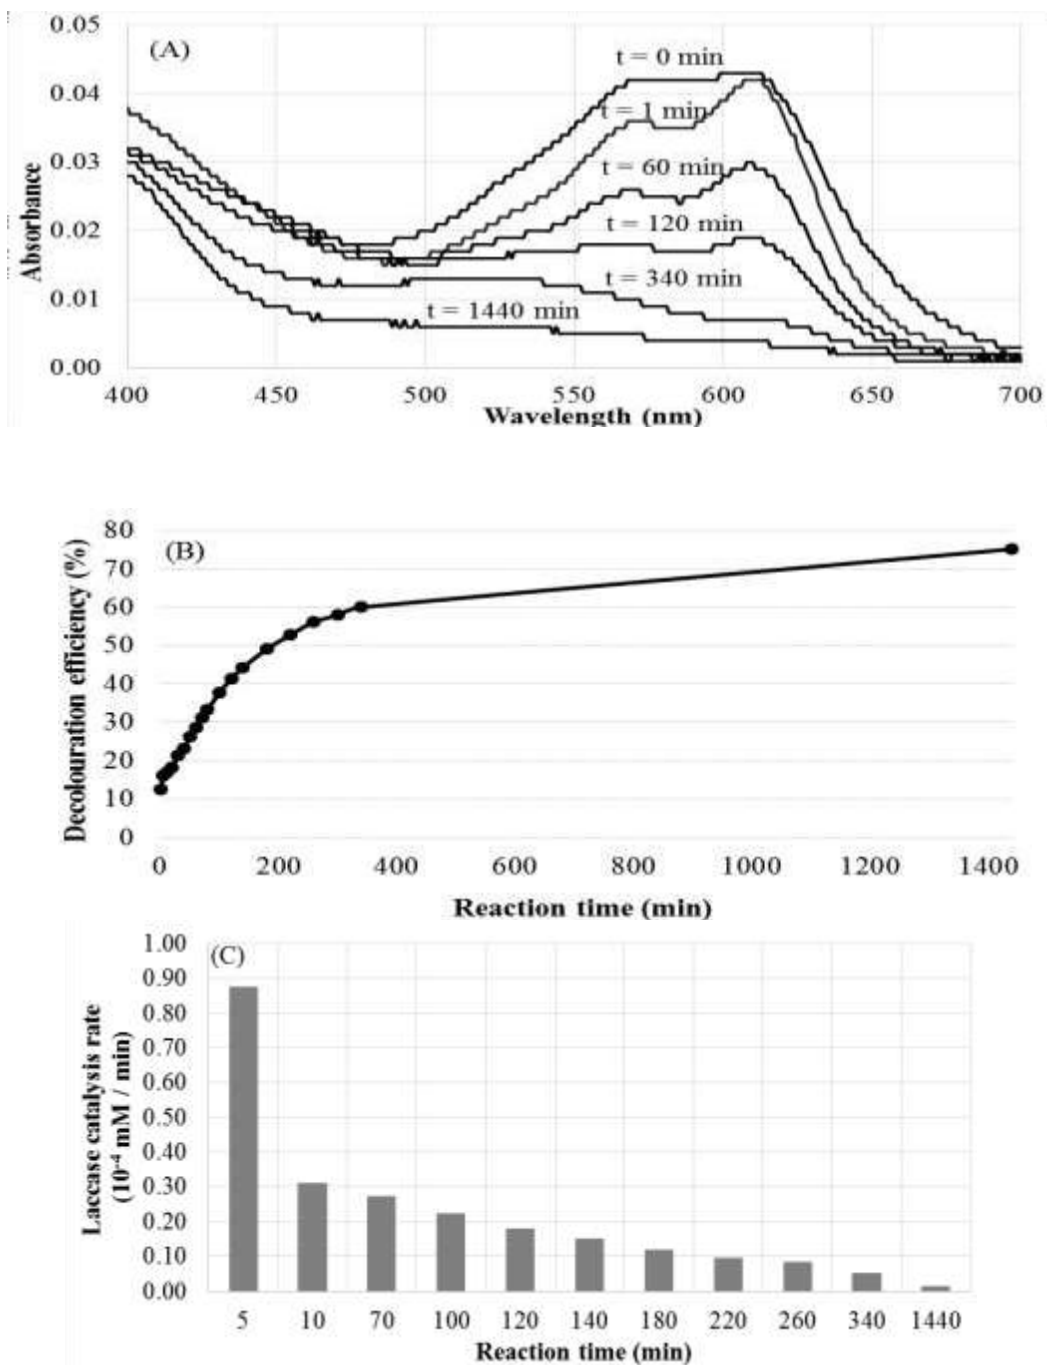 (A)
0.05
0.04
0.03
0.02
0.01
0.00
Absorbance
t = 0 min
t = 1 min
t = 60 min
t = 120 min
t = 340 min
t = 1440 min
400 450 500 550 600 650 700
Wavelength (nm)
(B)
80
70
60
50
40
30
20
10
0
Decolouration efficiency (%)
0 200 400 600 800 1000 1200 1400
Reaction time (min)
(C)
1.00
0.90
0.80
0.70
0.60
0.50
0.40
0.30
0.20
0.10
0.00
Laccase catalysis rate
(10⁻⁴ mM / min)
5 10 70 100 120 140 180 220 260 340 1440
Reaction time (min)